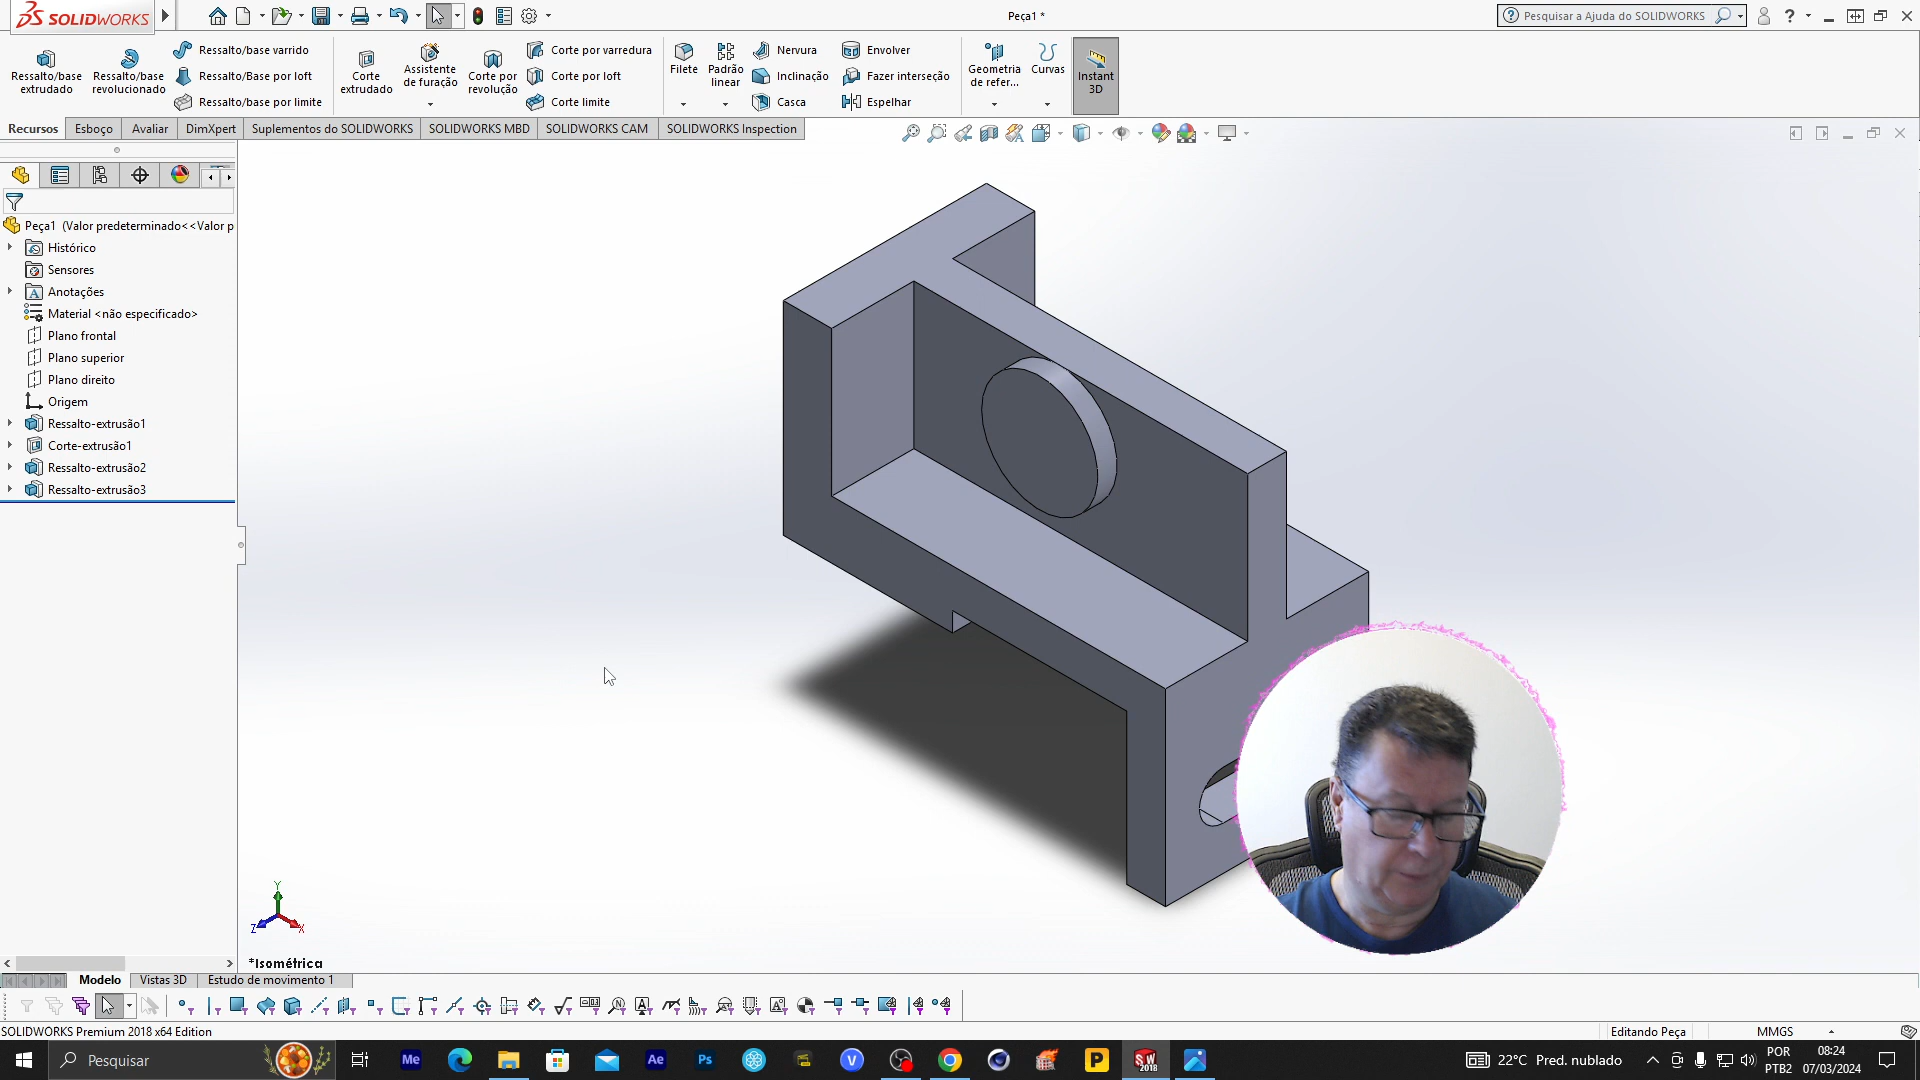 SOLIDWORKS
Peça1 *
Pesquisar a Ajuda do SOLIDWORKS
Ressalto/base extrudado
Ressalto/base revolucionado
Ressalto/base varrido
Ressalto/Base por loft
Ressalto/base por limite
Corte extrudado
Assistente de furação
Corte por revolução
Corte por varredura
Corte por loft
Corte limite
Filete
Padrão linear
Nervura
Inclinação
Casca
Envolver
Fazer interseção
Espelhar
Geometria de refer...
Curvas
Instant 3D
Recursos
Esboço
Avaliar
DimXpert
Suplementos do SOLIDWORKS
SOLIDWORKS MBD
SOLIDWORKS CAM
SOLIDWORKS Inspection
Peça1 (Valor predeterminado<<Valor p
Histórico
Sensores
Anotações
Material <não especificado>
Plano frontal
Plano superior
Plano direito
Origem
Ressalto-extrusão1
Corte-extrusão1
Ressalto-extrusão2
Ressalto-extrusão3
Y
Z
X
*Isométrica
Modelo
Vistas 3D
Estudo de movimento 1
SOLIDWORKS Premium 2018 x64 Edition
Editando Peça
MMGS
Pesquisar
Me
Ae
Ps
V
P
SW
2018
22°C Pred. nublado
POR
PTB2
08:24
07/03/2024